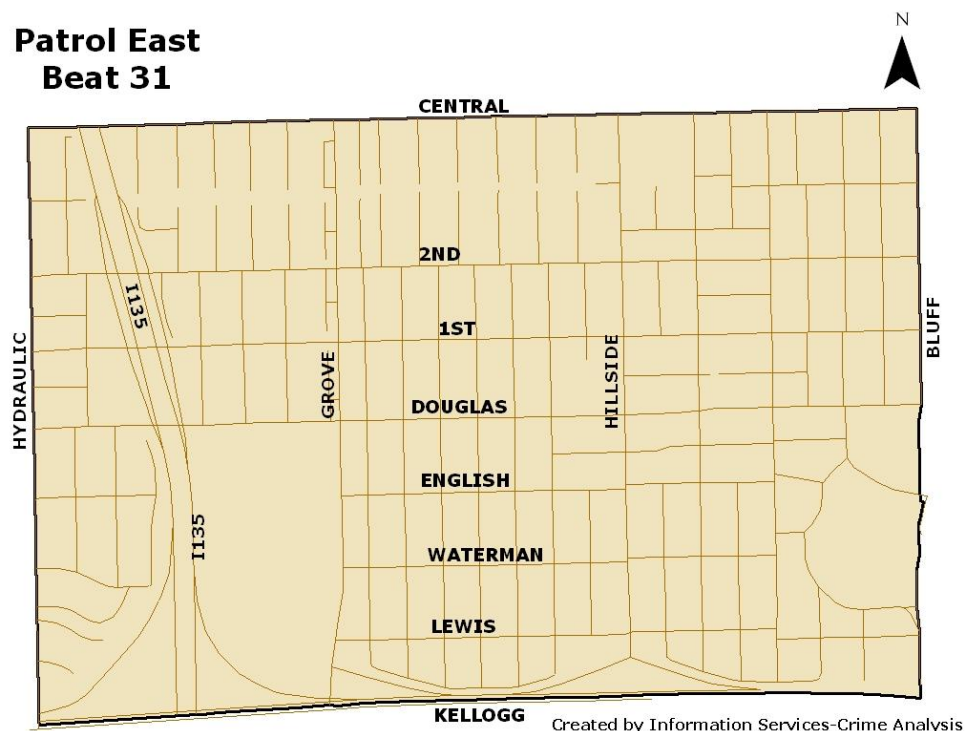 Patrol East
Beat 31
N
CENTRAL
2ND
I135
1ST
HYDRAULIC
GROVE
HILLSIDE
BLUFF
DOUGLAS
ENGLISH
I135
WATERMAN
LEWIS
KELLOGG
Created by Information Services-Crime Analysis